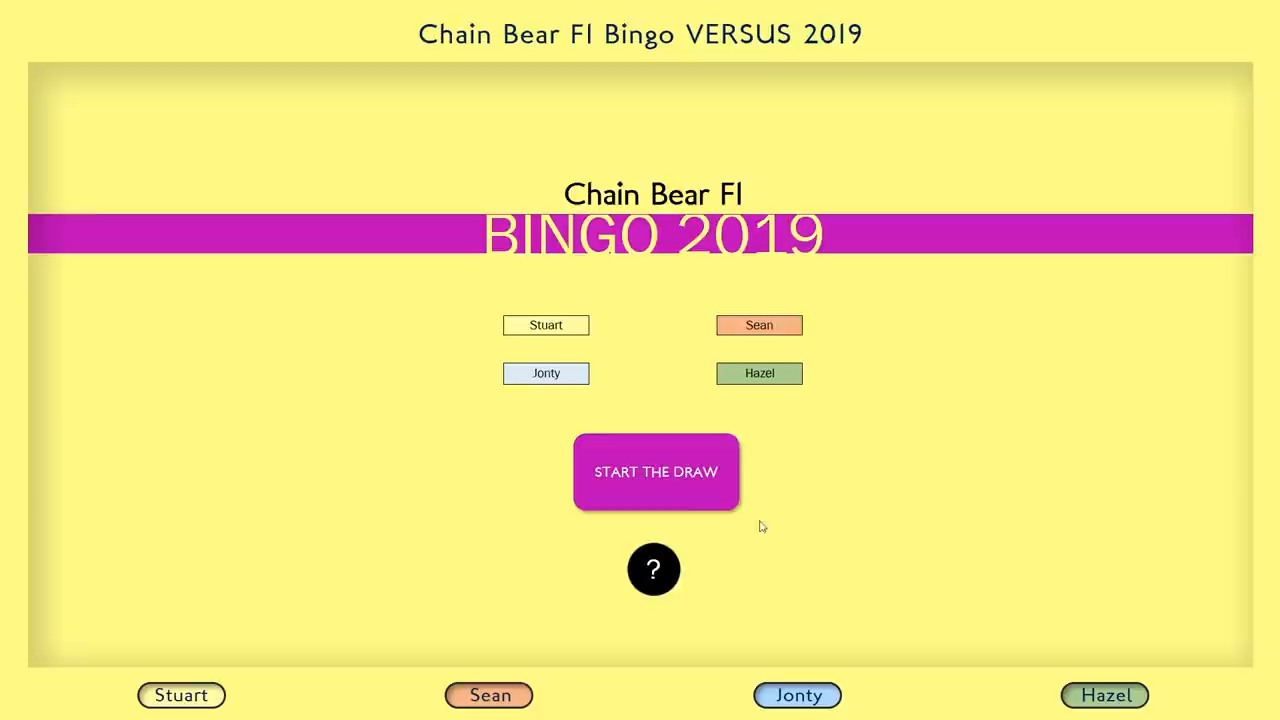 Chain Bear F1 Bingo VERSUS 2019
Chain Bear F1
BINGO 2019
Stuart Sean
Jonty Hazel
START THE DRAW
?
Stuart Sean Jonty Hazel